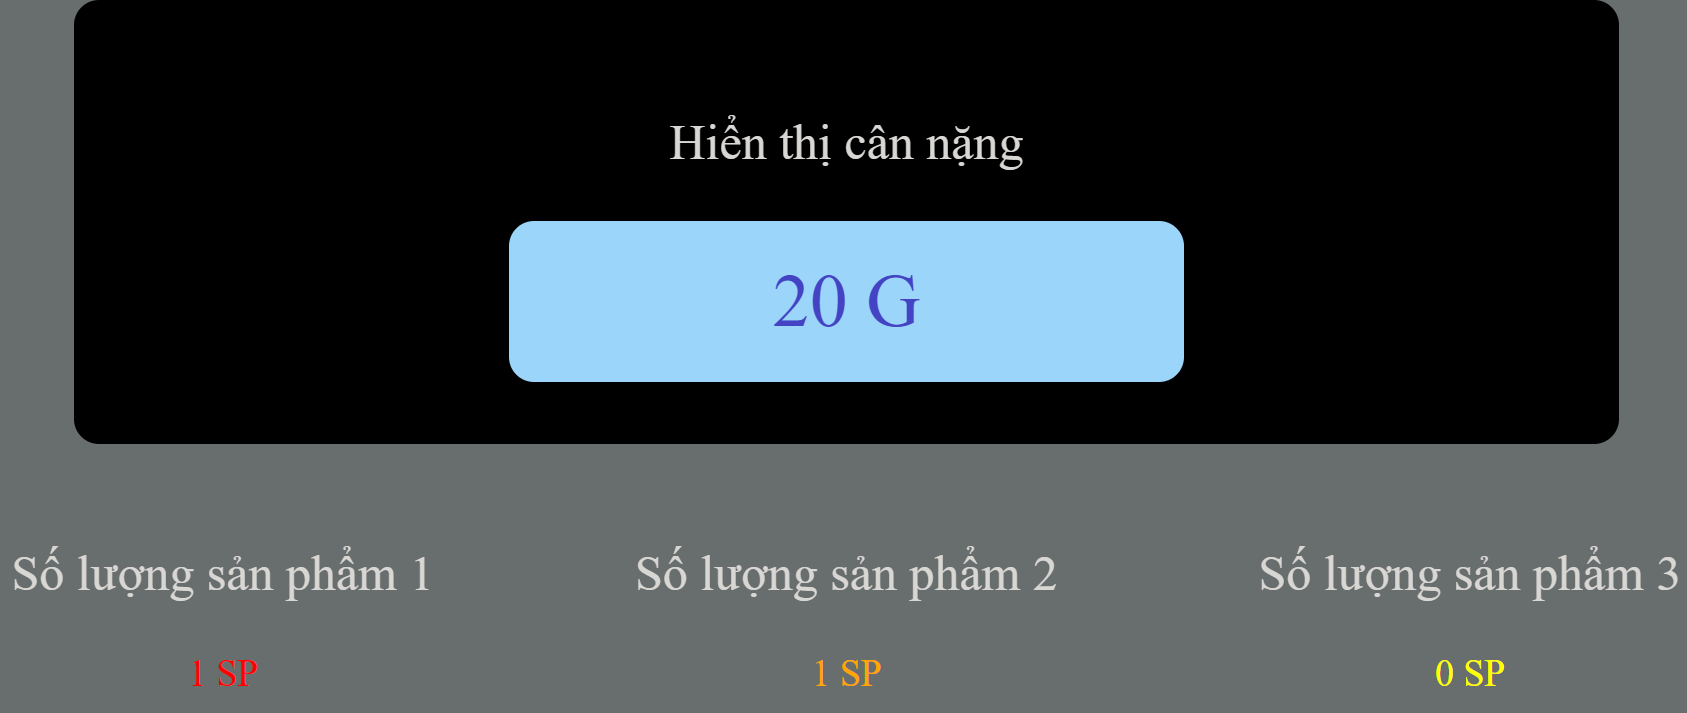 Hiển thị cân nặng
20 G
Số lượng sản phẩm 1
Số lượng sản phẩm 2
Số lượng sản phẩm 3
1 SP
1 SP
0 SP